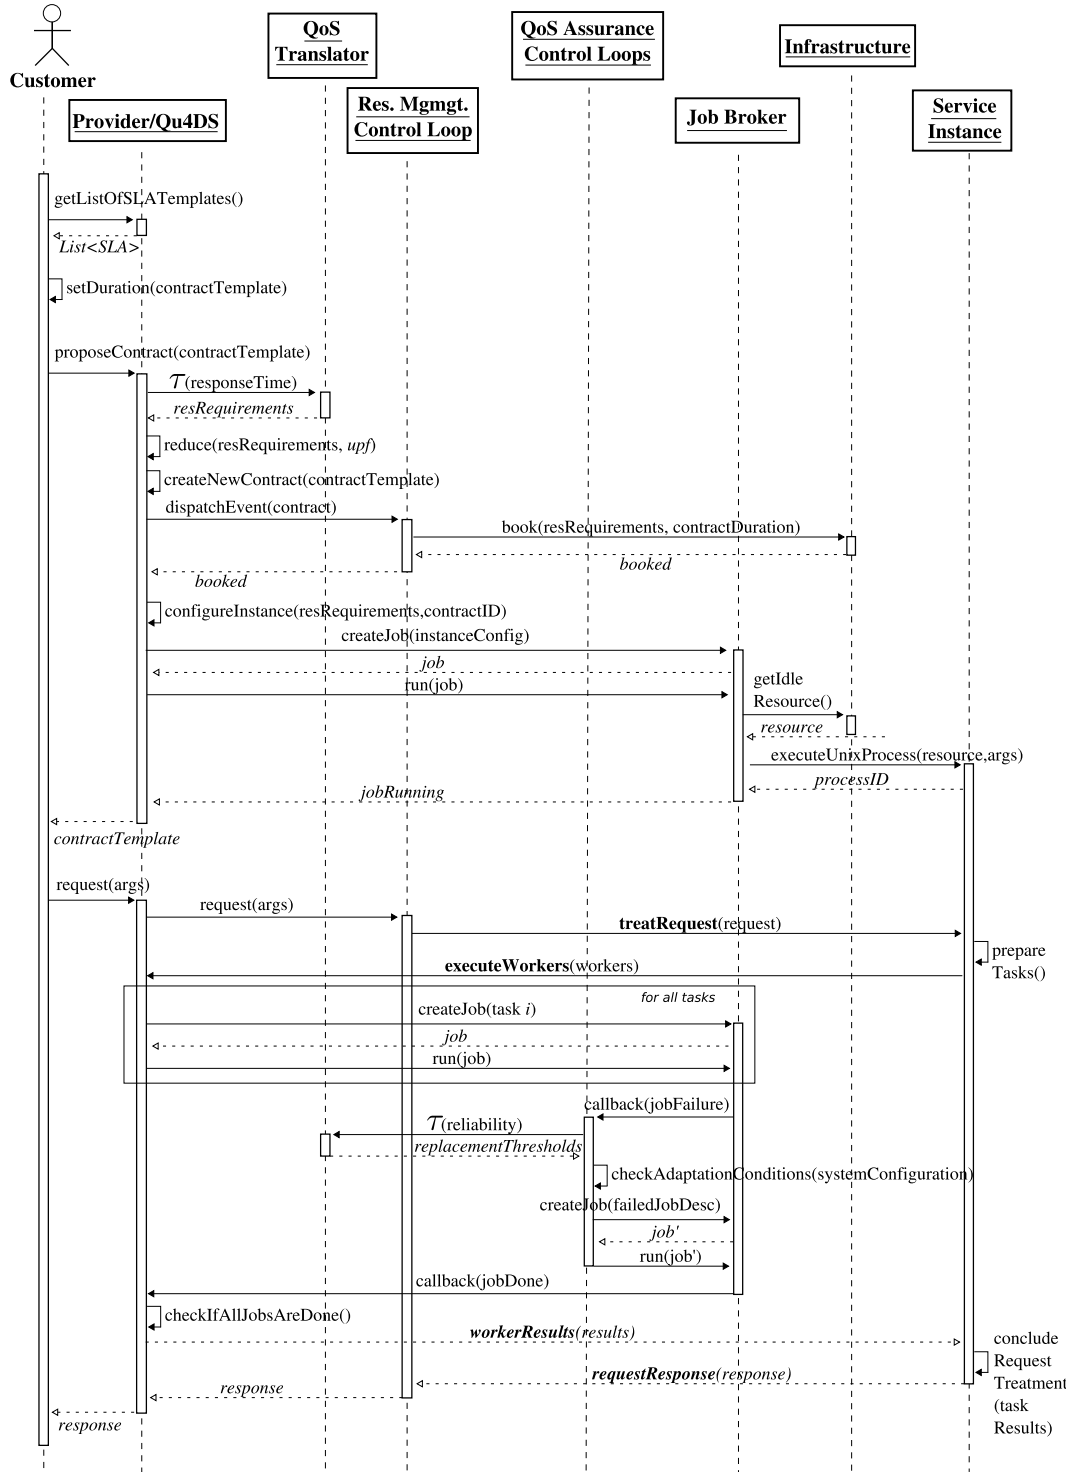 QoS
Translator
QoS Assurance
Control Loops
Infrastructure
Customer
Provider/Qu4DS
Res. Mgmgt.
Control Loop
Job Broker
Service
Instance
getListOfSLATemplates()
List<SLA>
setDuration(contractTemplate)
proposeContract(contractTemplate)
τ(responseTime)
resRequirements
reduce(resRequirements, upf)
createNewContract(contractTemplate)
dispatchEvent(contract)
book(resRequirements, contractDuration)
booked
booked
configureInstance(resRequirements,contractID)
createJob(instanceConfig)
job
run(job)
getIdle
Resource()
resource
executeUnixProcess(resource,args)
processID
jobRunning
contractTemplate
request(args)
request(args)
treatRequest(request)
prepare
Tasks()
executeWorkers(workers)
for all tasks
createJob(task i)
job
run(job)
callback(jobFailure)
τ(reliability)
replacementThresholds
checkAdaptationConditions(systemConfiguration)
createJob(failedJobDesc)
job'
run(job')
callback(jobDone)
checkIfAllJobsAreDone()
workerResults(results)
conclude
Request
Treatment
(task
Results)
requestResponse(response)
response
response